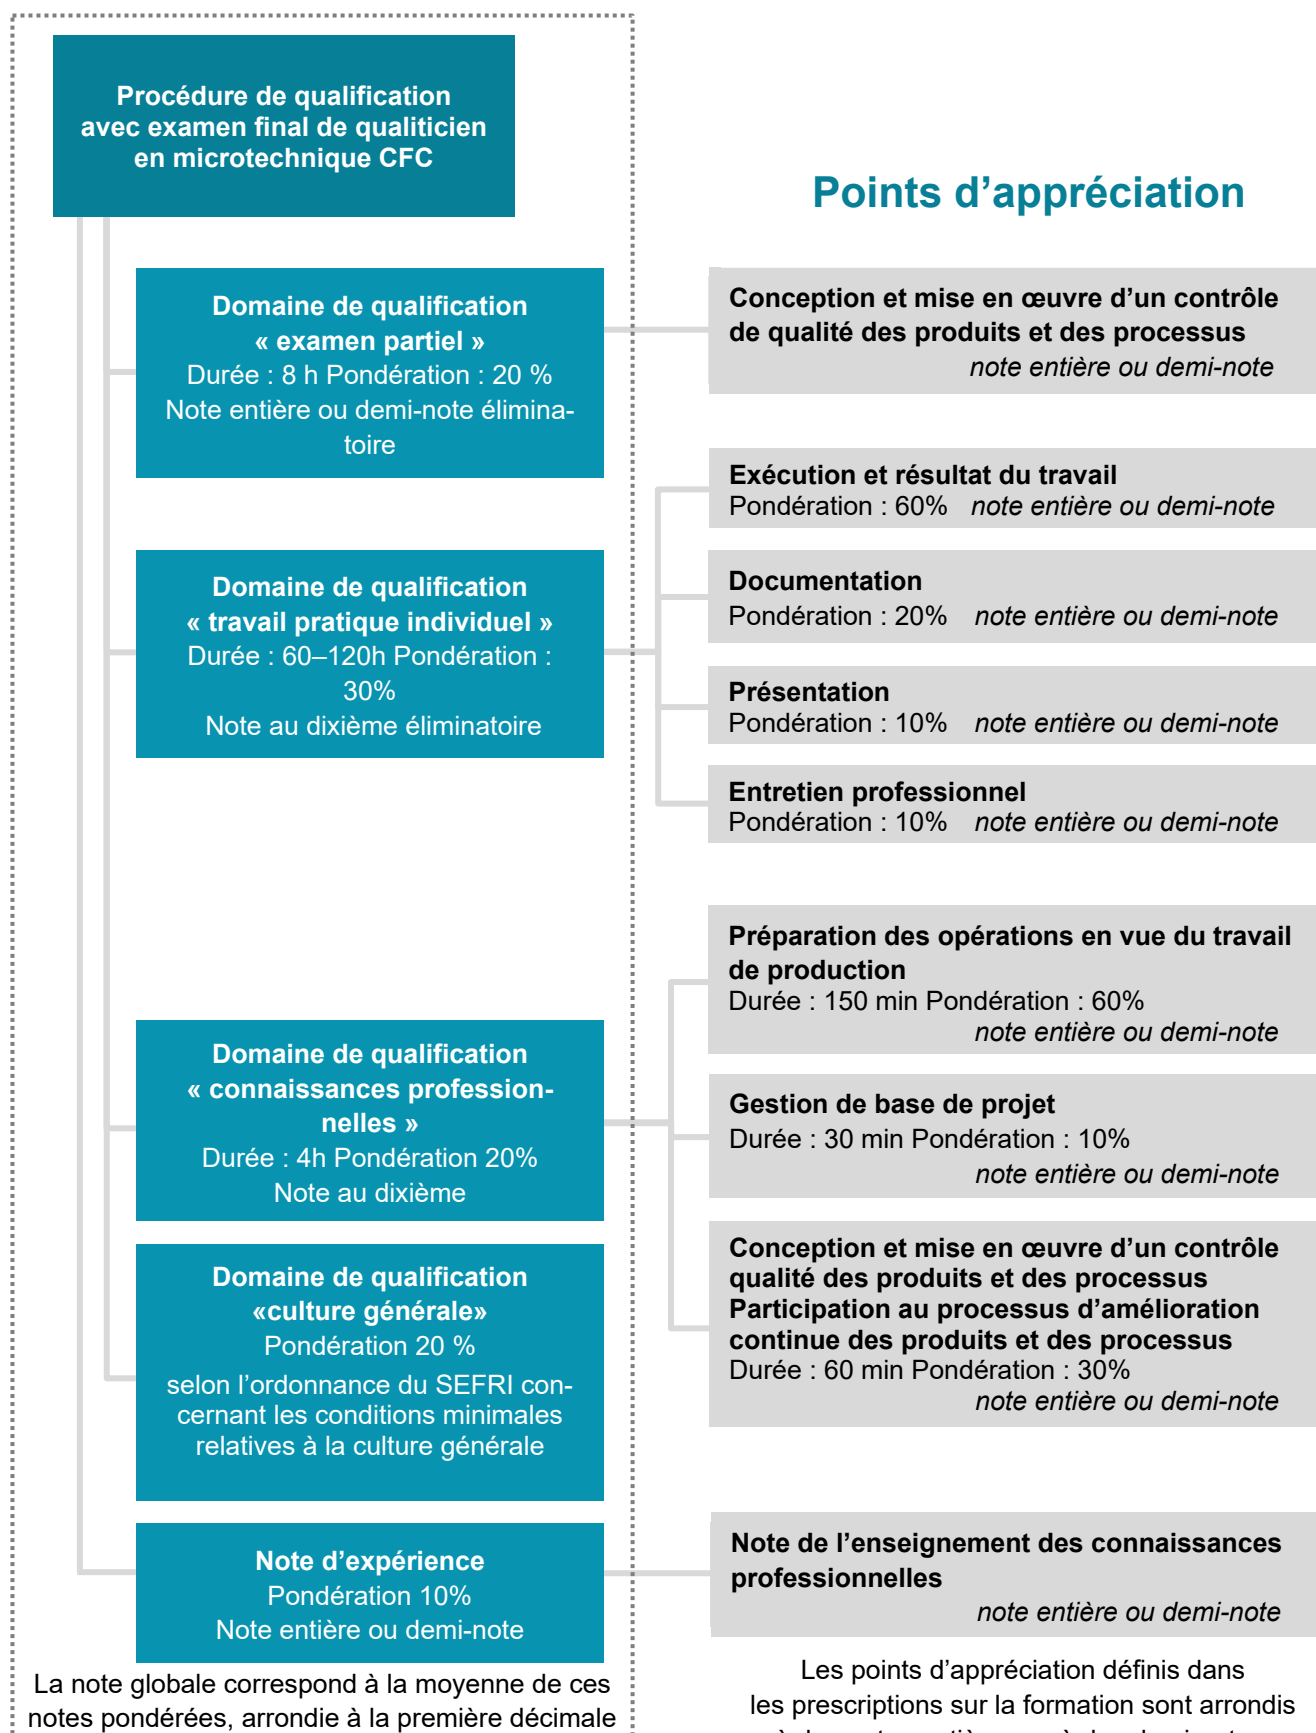 Procédure de qualification
avec examen final de qualiticien
en microtechnique CFC
Points d’appréciation
Domaine de qualification
« examen partiel »
Durée : 8 h Pondération : 20 %
Note entière ou demi-note élimina-
toire
Conception et mise en œuvre d’un contrôle
de qualité des produits et des processus
note entière ou demi-note
Domaine de qualification
« travail pratique individuel »
Durée : 60–120h Pondération :
30%
Note au dixième éliminatoire
Exécution et résultat du travail
Pondération : 60% note entière ou demi-note
Documentation
Pondération : 20% note entière ou demi-note
Présentation
Pondération : 10% note entière ou demi-note
Entretien professionnel
Pondération : 10% note entière ou demi-note
Domaine de qualification
« connaissances profession-
nelles »
Durée : 4h Pondération 20%
Note au dixième
Préparation des opérations en vue du travail
de production
Durée : 150 min Pondération : 60%
note entière ou demi-note
Gestion de base de projet
Durée : 30 min Pondération : 10%
note entière ou demi-note
Conception et mise en œuvre d’un contrôle
qualité des produits et des processus
Participation au processus d’amélioration
continue des produits et des processus
Durée : 60 min Pondération : 30%
note entière ou demi-note
Domaine de qualification
«culture générale»
Pondération 20 %
selon l’ordonnance du SEFRI con-
cernant les conditions minimales
relatives à la culture générale
Note d’expérience
Pondération 10%
Note entière ou demi-note
Note de l’enseignement des connaissances
professionnelles
note entière ou demi-note
La note globale correspond à la moyenne de ces
notes pondérées, arrondie à la première décimale
Les points d’appréciation définis dans
les prescriptions sur la formation sont arrondis